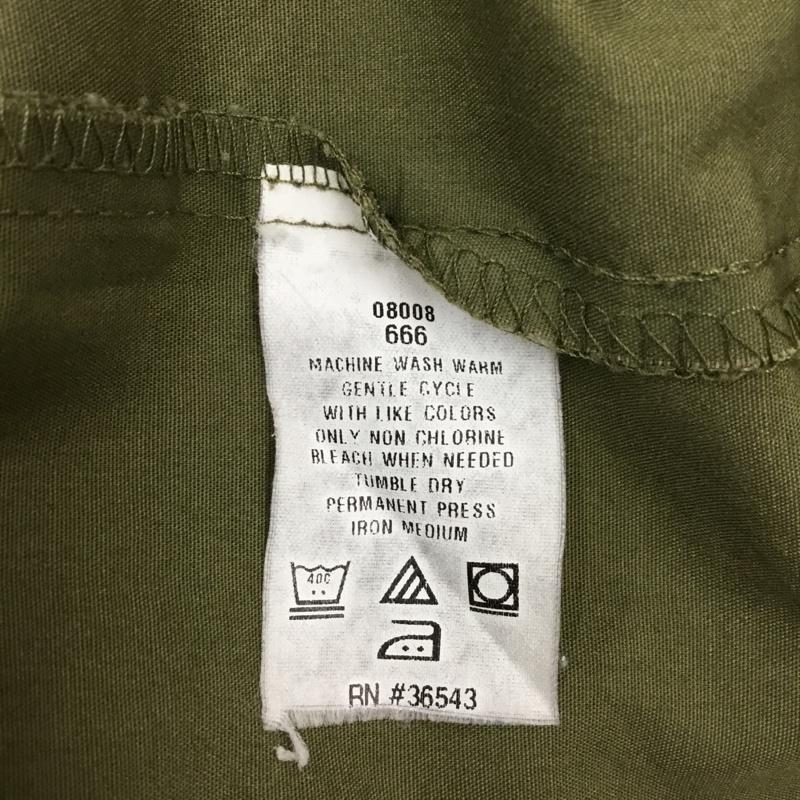 08008
666
MACHINE WASH WARM
GENTLE CYCLE
WITH LIKE COLORS
ONLY NON CHLORINE
BLEACH WHEN NEEDED
TUMBLE DRY
PERMANENT PRESS
IRON MEDIUM
40C
RN #36543